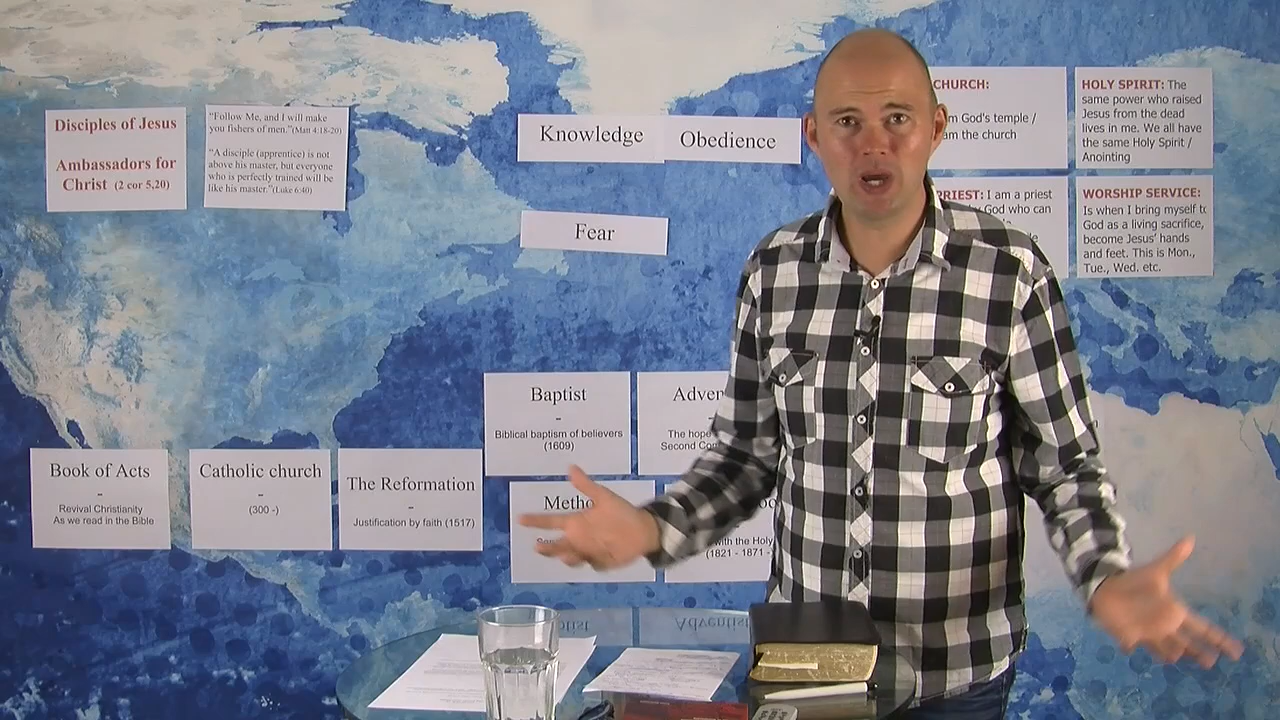 Disciples of Jesus
Ambassadors for
Christ (2 cor 5,20)
"Follow Me, and I will make
you fishers of men."(Matt 4:18-20)
"A disciple (apprentice) is not
above his master, but everyone
who is perfectly trained will be
like his master."(Luke 6:40)
Knowledge
Obedience
Fear
CHURCH:
am God's temple /
am the church
HOLY SPIRIT: The
same power who raised
Jesus from the dead
lives in me. We all have
the same Holy Spirit /
Anointing
PRIEST: I am a priest
by God who can
WORSHIP SERVICE:
Is when I bring myself to
God as a living sacrifice,
become Jesus' hands
and feet. This is Mon.,
Tue., Wed. etc.
Book of Acts
-
Revival Christianity
As we read in the Bible
Catholic church
-
(300 -)
The Reformation
-
Justification by faith (1517)
Baptist
-
Biblical baptism of believers
(1609)
Adven
The hope
Second Co
Metho
with the Holy
(1821 - 1871 -
Adventist